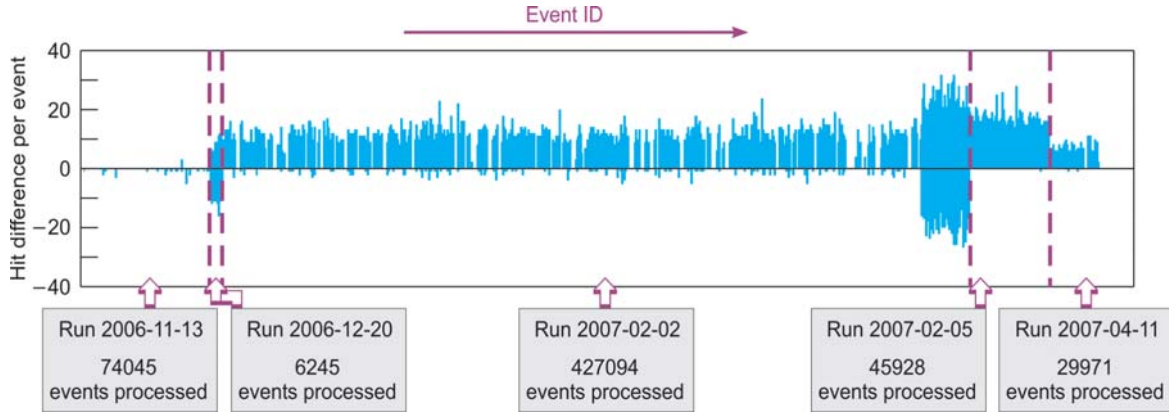 Event ID
Hit difference per event
40
20
0
−20
−40
Run 2006-11-13
74045
events processed
Run 2006-12-20
6245
events processed
Run 2007-02-02
427094
events processed
Run 2007-02-05
45928
events processed
Run 2007-04-11
29971
events processed